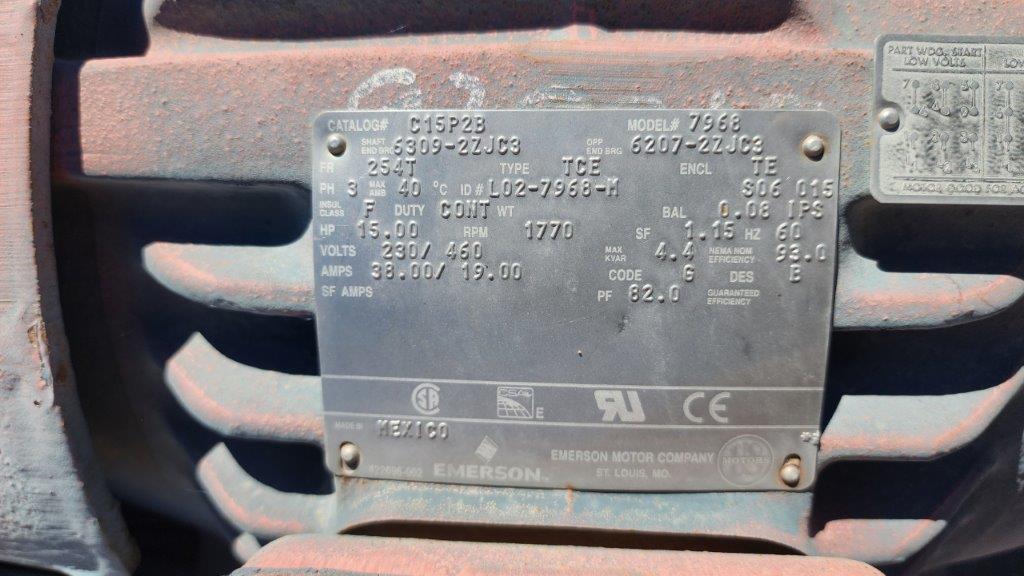 CATALOG# C15P2B MODEL# 7968
SHAFT END BRG 6309-2ZJC3 OPP END BRG 6207-2ZJC3
FR 254T TYPE TCE ENCL TE
PH 3 MAX AMB 40 °C ID# L02-7968-M S06 015
INSUL CLASS F DUTY CONT WT BAL 0.08 IPS
HP 15.00 RPM 1770 SF 1.15 HZ 60
VOLTS 230/ 460 MAX KVAR 4.4 NEMA NOM EFFICIENCY 93.0
AMPS 38.00/ 19.00 CODE G DES B
SF AMPS PF 82.0 GUARANTEED EFFICIENCY
TCE
SA
E
RU CE
MADE IN MEXICO
EMERSON MOTOR COMPANY
ST. LOUIS, MO.
EMERSON
MOTORS
PART WDG. START
LOW VOLTS